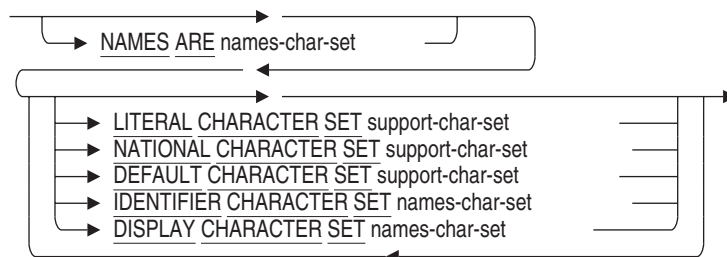 NAMES ARE names-char-set
LITERAL CHARACTER SET support-char-set
NATIONAL CHARACTER SET support-char-set
DEFAULT CHARACTER SET support-char-set
IDENTIFIER CHARACTER SET names-char-set
DISPLAY CHARACTER SET names-char-set